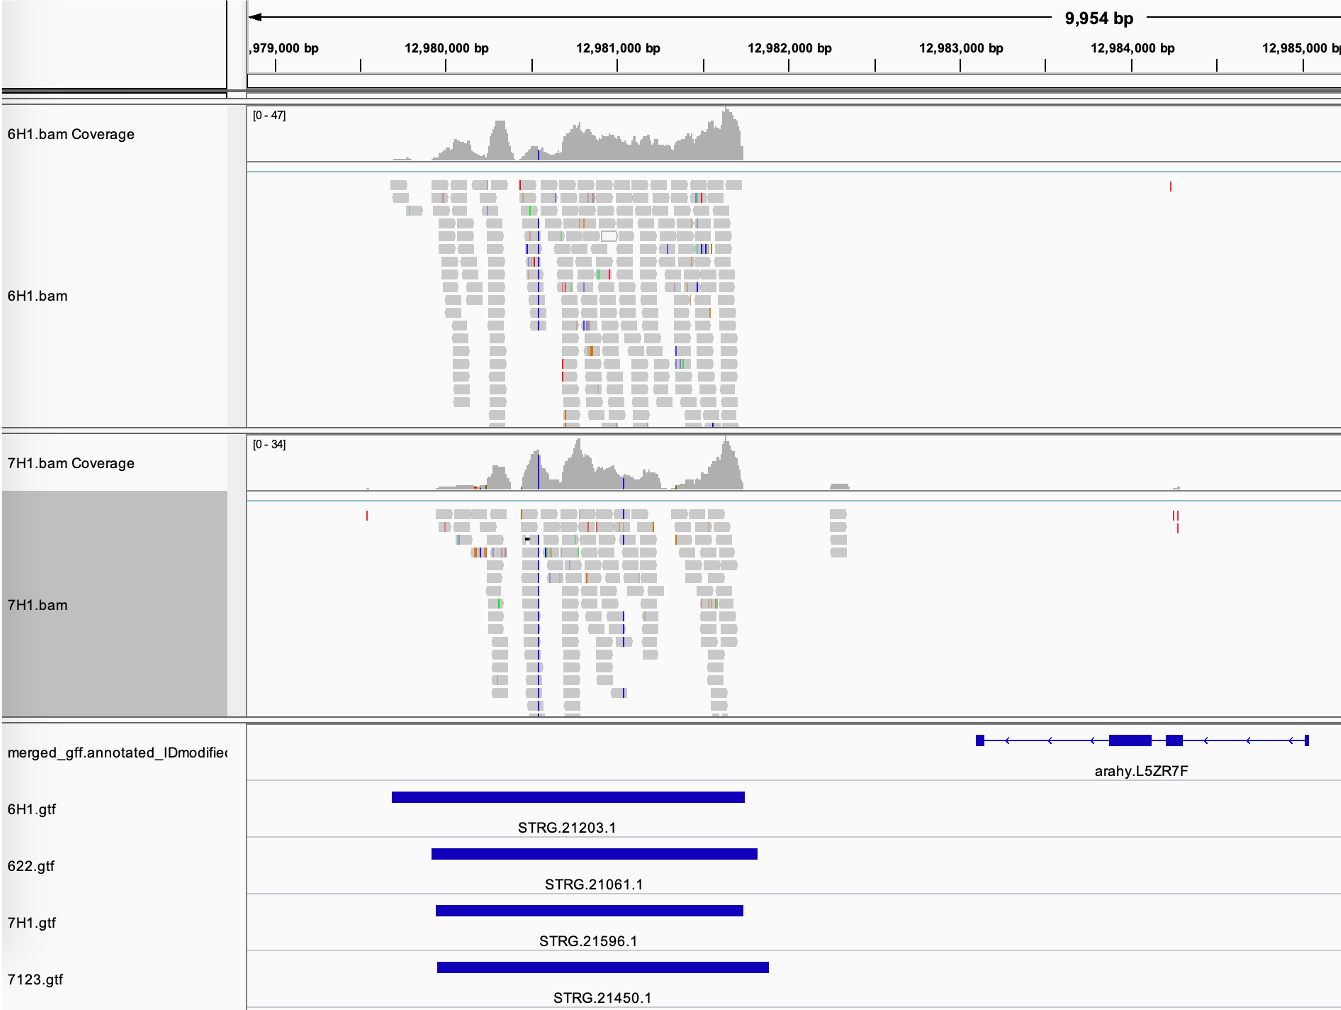 9,954 bp
,979,000 bp 12,980,000 bp 12,981,000 bp 12,982,000 bp 12,983,000 bp 12,984,000 bp 12,985,000 bp
[0 - 47]
6H1.bam Coverage
6H1.bam
[0 - 34]
7H1.bam Coverage
7H1.bam
merged_gff.annotated_IDmodified
arahy.L5ZR7F
6H1.gtf
STRG.21203.1
622.gtf
STRG.21061.1
7H1.gtf
STRG.21596.1
7123.gtf
STRG.21450.1